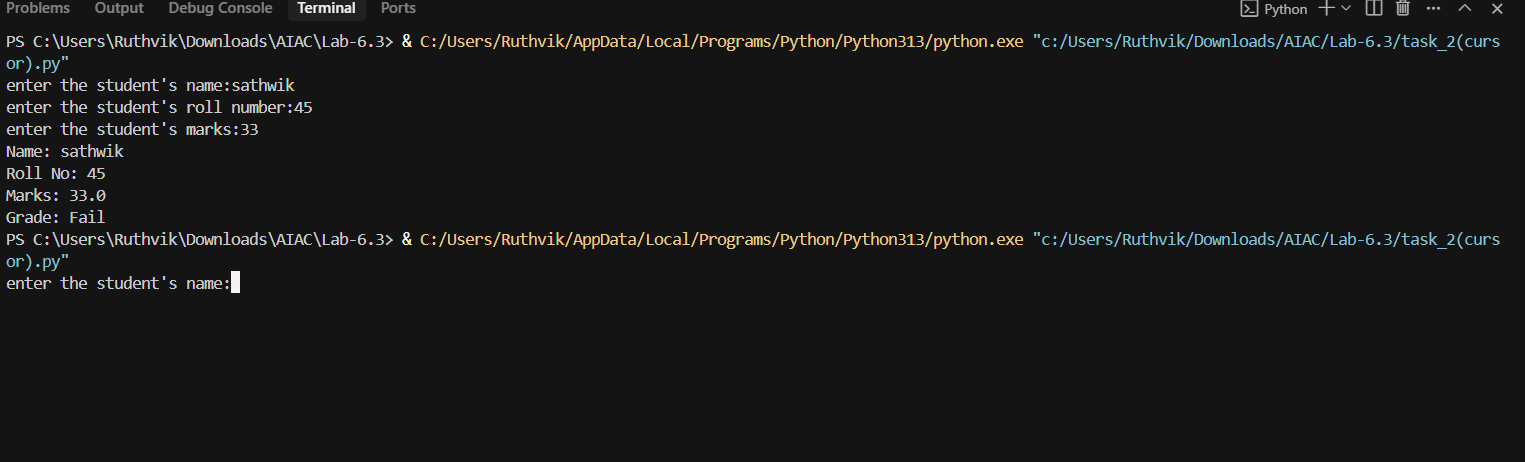 Problems Output Debug Console Terminal Ports Python
PS C:\Users\Ruthvik\Downloads\AIAC\Lab-6.3> & C:/Users/Ruthvik/AppData/Local/Programs/Python/Python313/python.exe "c:/Users/Ruthvik/Downloads/AIAC/Lab-6.3/task_2(curs
or).py"
enter the student's name:sathwik
enter the student's roll number:45
enter the student's marks:33
Name: sathwik
Roll No: 45
Marks: 33.0
Grade: Fail
PS C:\Users\Ruthvik\Downloads\AIAC\Lab-6.3> & C:/Users/Ruthvik/AppData/Local/Programs/Python/Python313/python.exe "c:/Users/Ruthvik/Downloads/AIAC/Lab-6.3/task_2(curs
or).py"
enter the student's name: